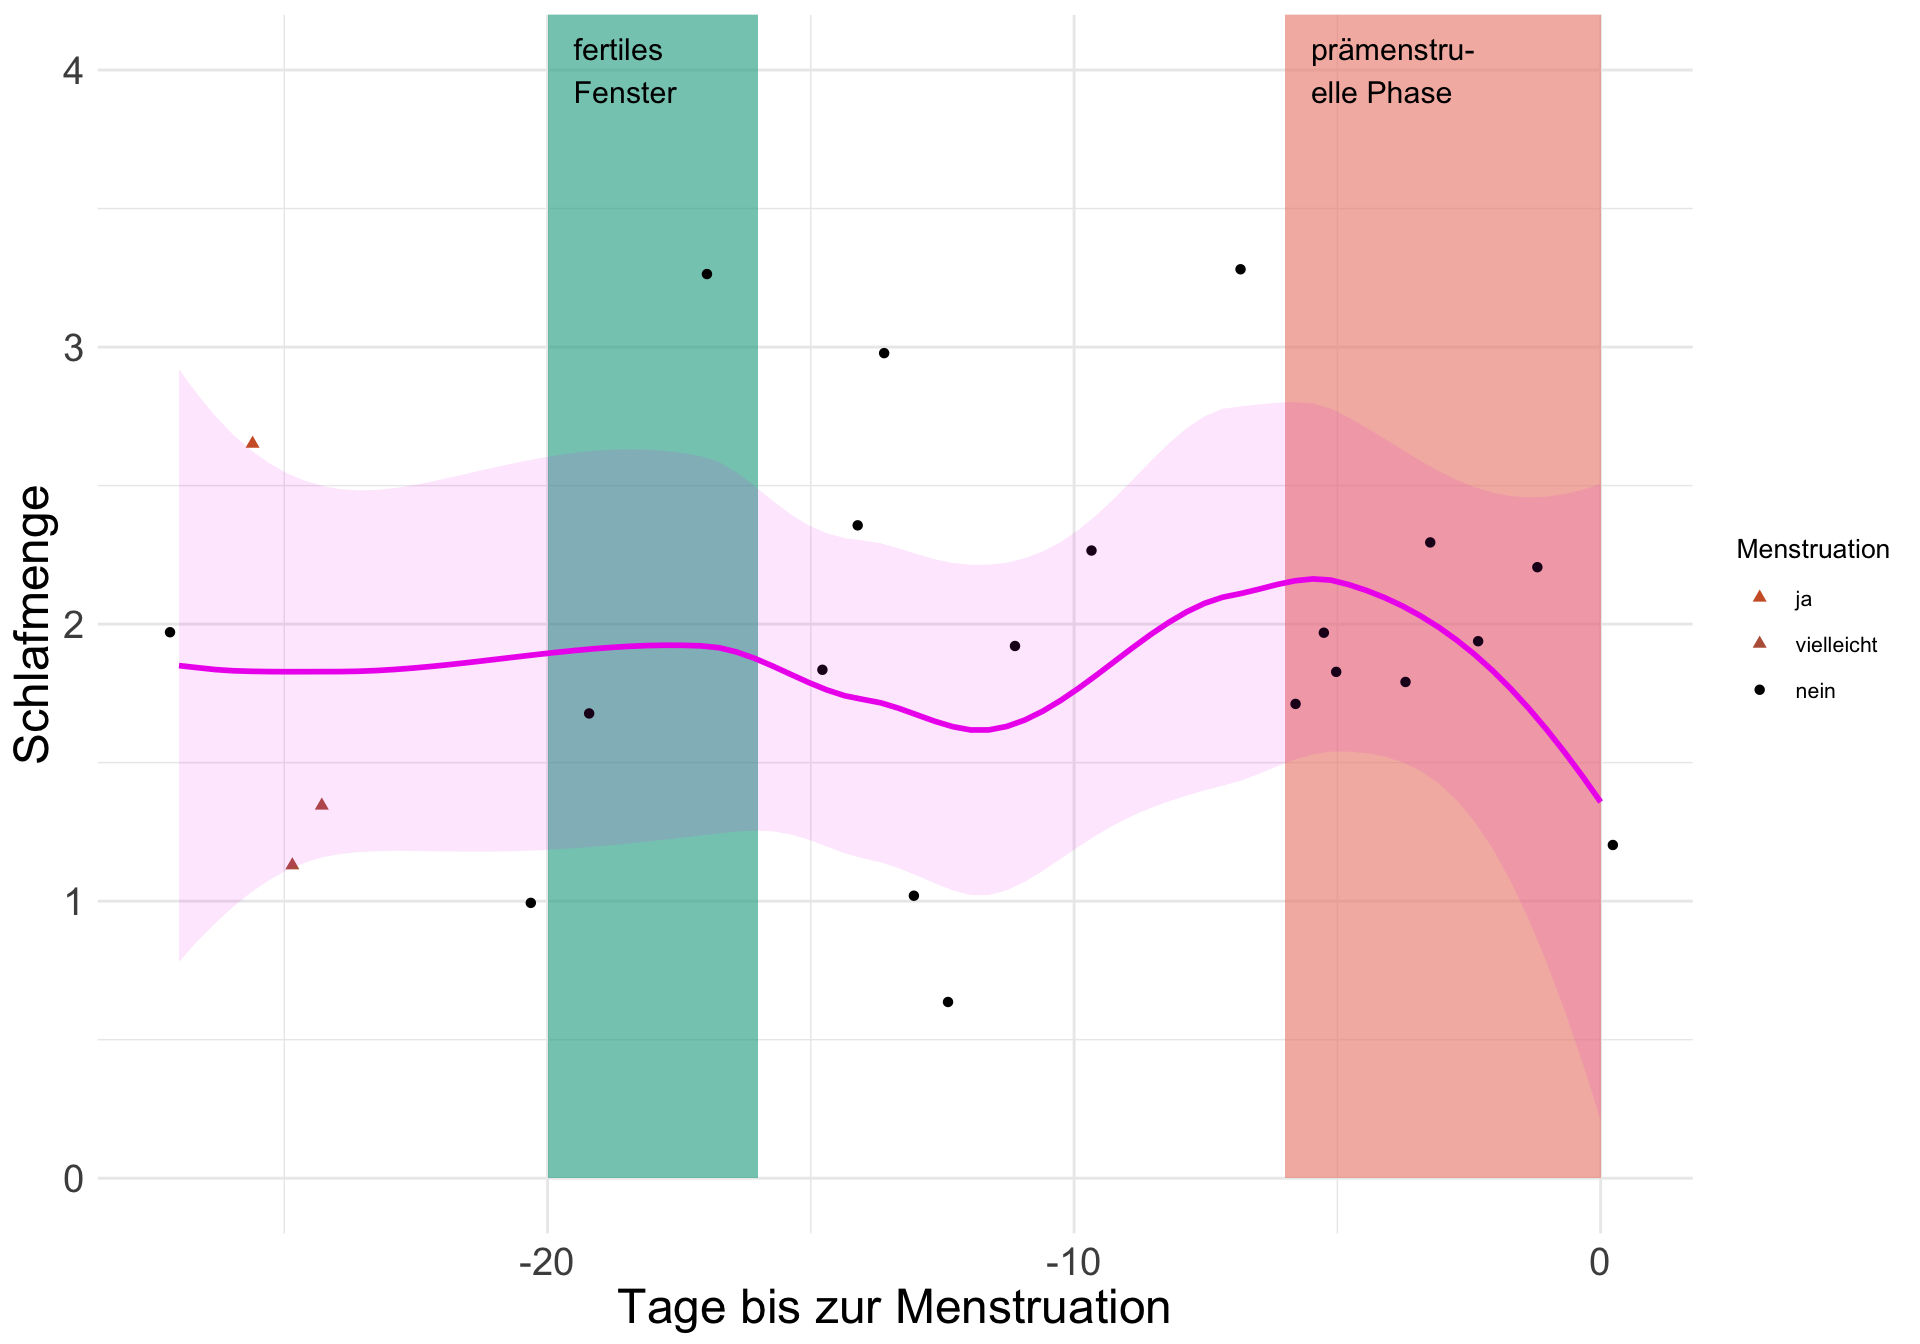 fertiles
Fenster
prämenstru-
elle Phase
4
3
2
1
0
Schlafmenge
-20
-10
0
Tage bis zur Menstruation
Menstruation
ja
vielleicht
nein